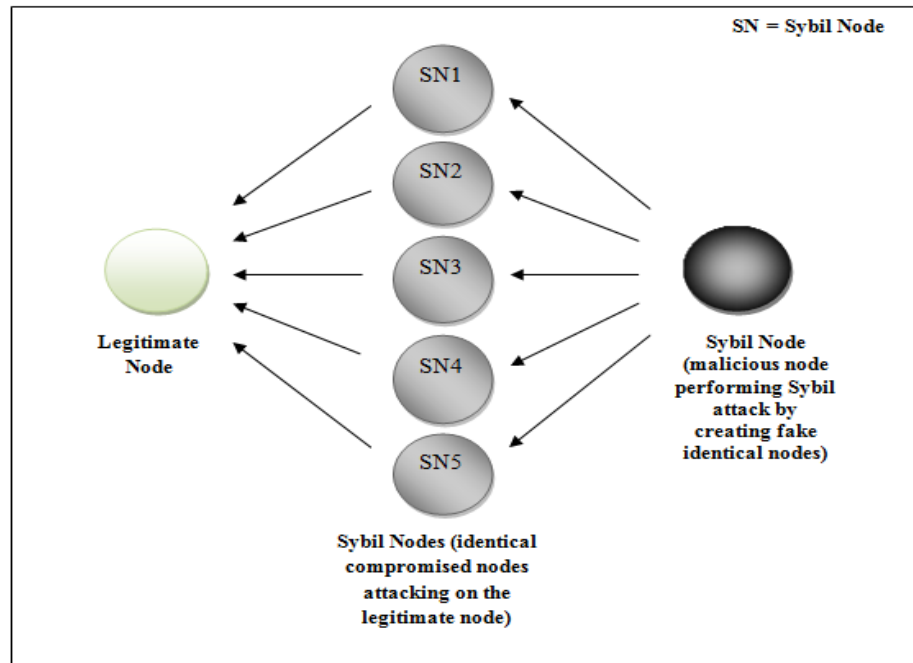 SN = Sybil Node
SN1
SN2
SN3
SN4
SN5
Legitimate
Node
Sybil Node
(malicious node
performing Sybil
attack by
creating fake
identical nodes)
Sybil Nodes (identical
compromised nodes
attacking on the
legitimate node)